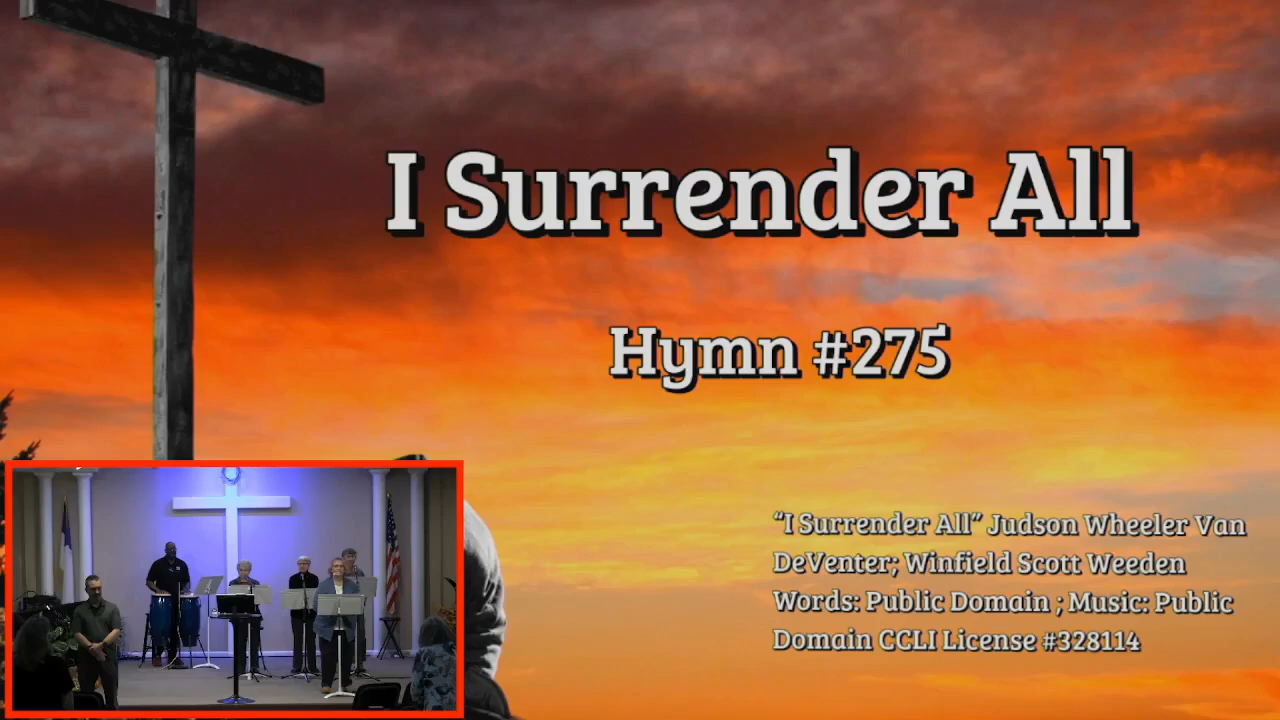 I Surrender All
Hymn #275
“I Surrender All” Judson Wheeler Van
DeVenter; Winfield Scott Weeden
Words: Public Domain ; Music: Public
Domain CCLI License #328114